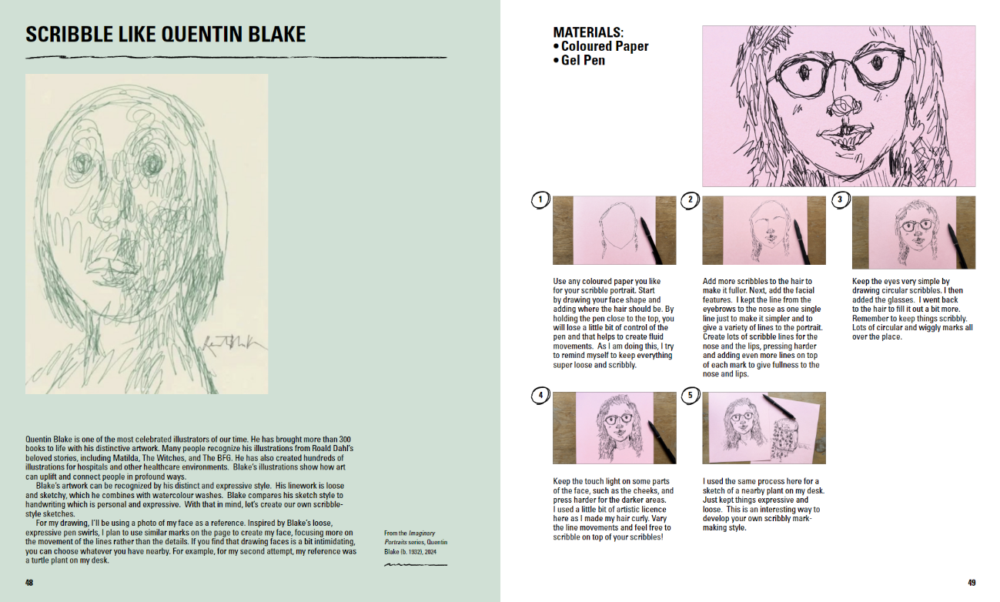 SCRIBBLE LIKE QUENTIN BLAKE
Quentin Blake is one of the most celebrated illustrators of our time. He has brought more than 300
books to life with his distinctive artwork. Many people recognize his illustrations from Roald Dahl's
beloved stories, including Matilda, The Witches, and The BFG. He has also created hundreds of
illustrations for hospitals and other healthcare environments. Blake's illustrations show how art
can uplift and connect people in profound ways.
Blake's artwork can be recognized by his distinct and expressive style. His linework is loose
and sketchy, which he combines with watercolour washes. Blake compares his sketch style to
handwriting which is personal and expressive. With that in mind, let's create our own scribble-
style sketches.
For my drawing, I'll be using a photo of my face as a reference. Inspired by Blake's loose,
expressive pen swirls, I plan to use similar marks on the page to create my face, focusing more on
the movement of the lines rather than the details. If you find that drawing faces is a bit intimidating,
you can choose whatever you have nearby. For example, for my second attempt, my reference was
a turtle plant on my desk.
From the Imaginary
Portraits series, Quentin
Blake (b. 1932), 2024
48
MATERIALS:
• Coloured Paper
• Gel Pen
1
Use any coloured paper you like
for your scribble portrait. Start
by drawing your face shape and
adding where the hair should be. By
holding the pen close to the top, you
will lose a little bit of control of the
pen and that helps to create fluid
movements. As I am doing this, I try
to remind myself to keep everything
super loose and scribbly.
2
Add more scribbles to the hair to
make it fuller. Next, add the facial
features. I kept the line from the
eyebrows to the nose as one single
line just to make it simpler and to
give a variety of lines to the portrait.
Create lots of scribble lines for the
nose and the lips, pressing harder
and adding even more lines on top
of each mark to give fullness to the
nose and lips.
3
Keep the eyes very simple by
drawing circular scribbles. I then
added the glasses. I went back
to the hair to fill it out a bit more.
Remember to keep things scribbly.
Lots of circular and wiggly marks all
over the place.
4
Keep the touch light on some parts
of the face, such as the cheeks, and
press harder for the darker areas.
I used a little bit of artistic licence
here as I made my hair curly. Vary
the line movements and feel free to
scribble on top of your scribbles!
5
I used the same process here for a
sketch of a nearby plant on my desk.
Just kept things expressive and
loose. This is an interesting way to
develop your own scribbly mark-
making style.
49